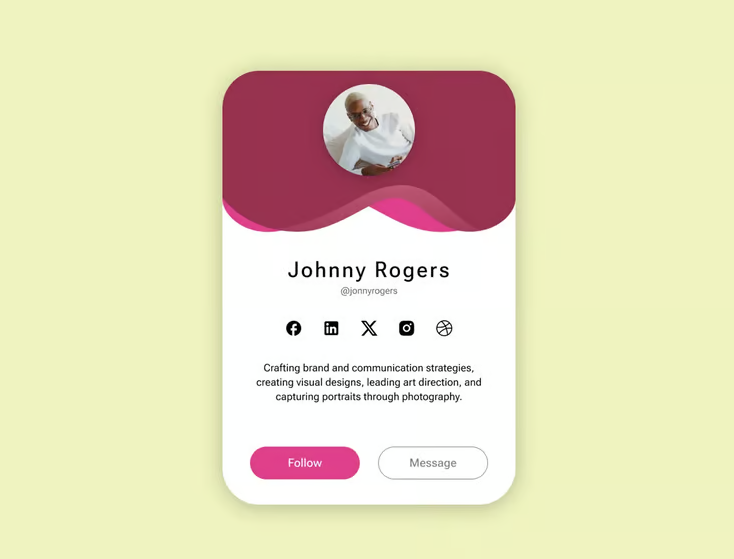 Johnny Rogers
@jonnyrogers
Crafting brand and communication strategies,
creating visual designs, leading art direction, and
capturing portraits through photography.
Follow
Message